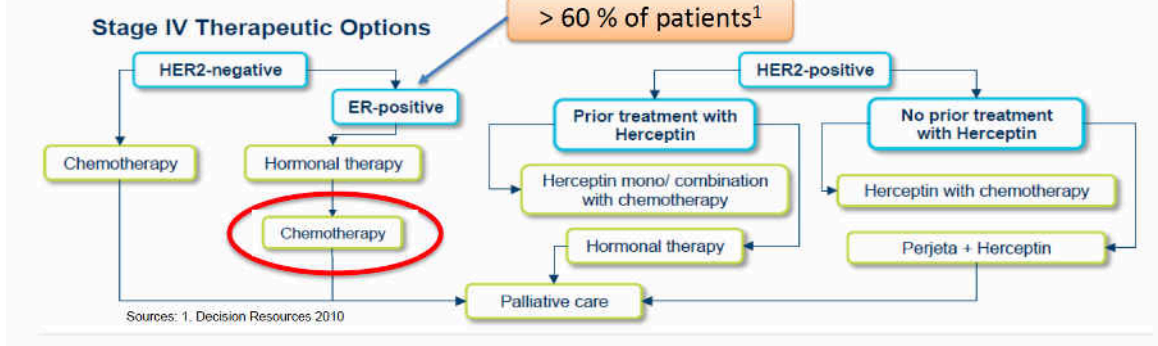 > 60 % of patients1
Stage IV Therapeutic Options
HER2-negative
HER2-positive
ER-positive
Prior treatment with
Herceptin
No prior treatment
with Herceptin
Chemotherapy
Hormonal therapy
Herceptin mono/ combination
with chemotherapy
Herceptin with chemotherapy
Chemotherapy
Hormonal therapy
Perjeta + Herceptin
Palliative care
Sources: 1. Decision Resources 2010